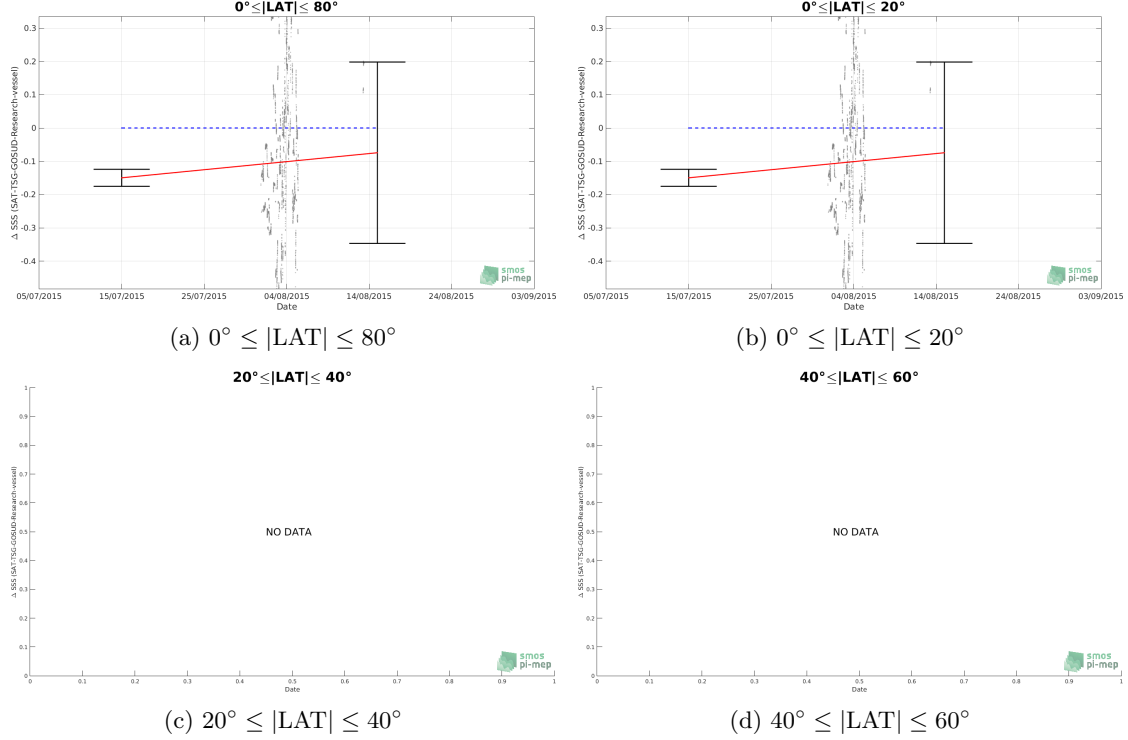 0°≤|LAT|≤ 80°
Δ SSS (SAT-TSG-GOSUD-Research-vessel)
0.3
0.2
0.1
0
-0.1
-0.2
-0.3
-0.4
05/07/2015 15/07/2015 25/07/2015 04/08/2015 14/08/2015 24/08/2015 03/09/2015
Date
smos
pi-mep
(a) 0° ≤ |LAT| ≤ 80°
0°≤|LAT|≤ 20°
Δ SSS (SAT-TSG-GOSUD-Research-vessel)
0.3
0.2
0.1
0
-0.1
-0.2
-0.3
-0.4
05/07/2015 15/07/2015 25/07/2015 04/08/2015 14/08/2015 24/08/2015 03/09/2015
Date
smos
pi-mep
(b) 0° ≤ |LAT| ≤ 20°
20°≤|LAT|≤ 40°
Δ SSS (SAT-TSG-GOSUD-Research-vessel)
1
0.9
0.8
0.7
0.6
0.5
0.4
0.3
0.2
0.1
0
NO DATA
0 0.1 0.2 0.3 0.4 0.5 0.6 0.7 0.8 0.9 1
Date
smos
pi-mep
(c) 20° ≤ |LAT| ≤ 40°
40°≤|LAT|≤ 60°
Δ SSS (SAT-TSG-GOSUD-Research-vessel)
1
0.9
0.8
0.7
0.6
0.5
0.4
0.3
0.2
0.1
0
NO DATA
0 0.1 0.2 0.3 0.4 0.5 0.6 0.7 0.8 0.9 1
Date
smos
pi-mep
(d) 40° ≤ |LAT| ≤ 60°